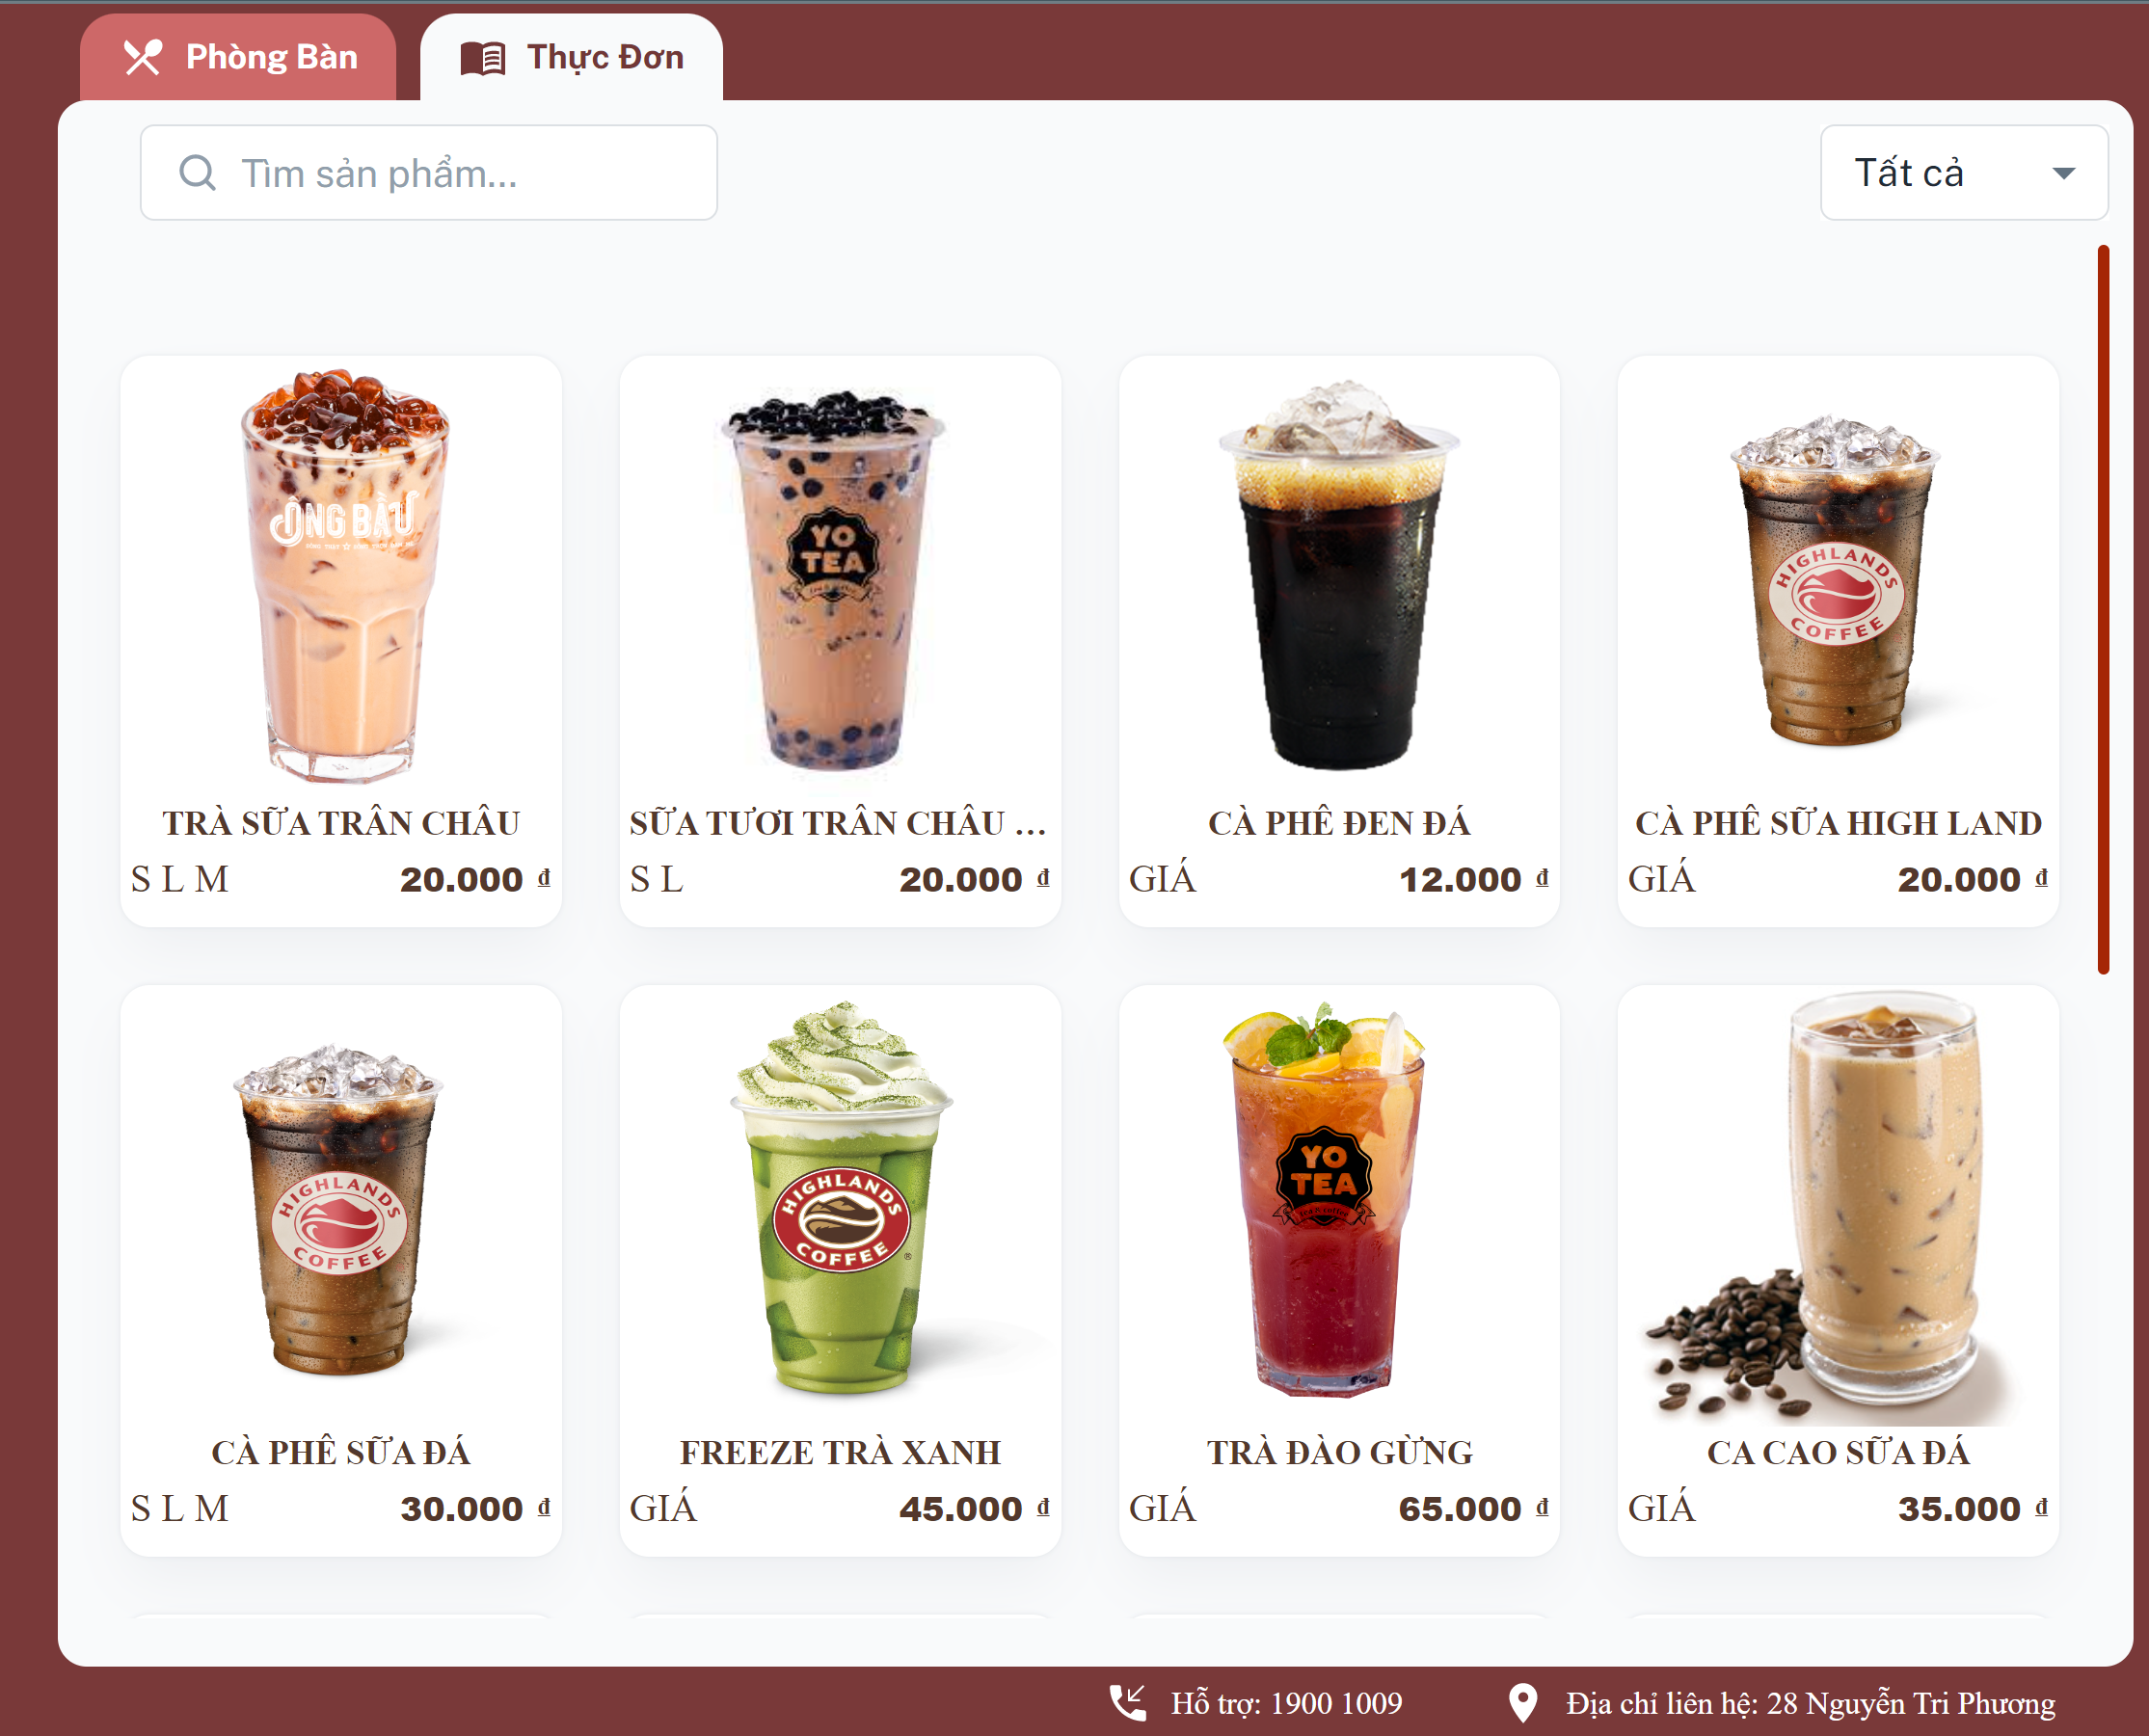 Phòng Bàn
Thực Đơn
Tìm sản phẩm...
Tất cả
ÔNG BẦU
YO
TEA
HIGHLANDS
COFFEE
TRÀ SỮA TRÂN CHÂU
SỮA TƯƠI TRÂN CHÂU ...
CÀ PHÊ ĐEN ĐÁ
CÀ PHÊ SỮA HIGH LAND
S L M
20.000 ₫
S L
20.000 ₫
GIÁ
12.000 ₫
GIÁ
20.000 ₫
HIGHLANDS
COFFEE
HIGHLANDS
COFFEE
®
YO
TEA
CÀ PHÊ SỮA ĐÁ
FREEZE TRÀ XANH
TRÀ ĐÀO GỪNG
CA CAO SỮA ĐÁ
S L M
30.000 ₫
GIÁ
45.000 ₫
GIÁ
65.000 ₫
GIÁ
35.000 ₫
Hỗ trợ: 1900 1009
Địa chỉ liên hệ: 28 Nguyễn Tri Phương